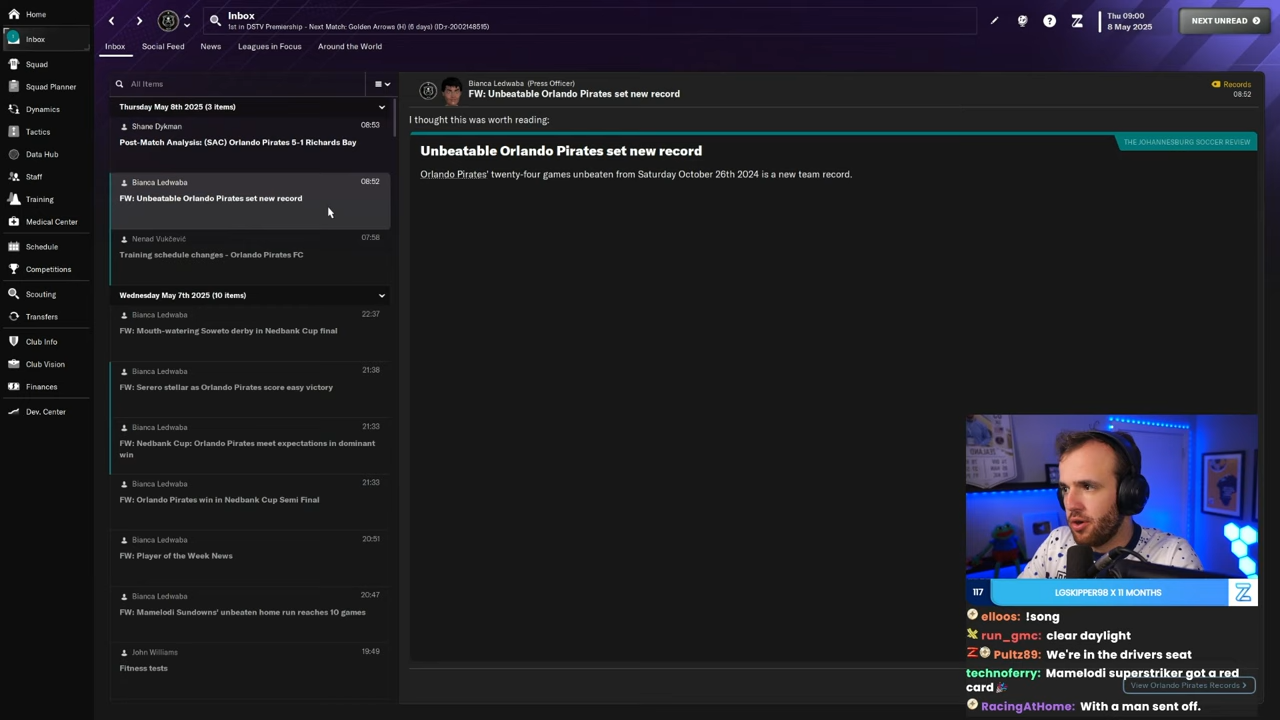 Home
Inbox
Squad
Squad Planner
Dynamics
Tactics
Data Hub
Staff
Training
Medical Center
Schedule
Competitions
Scouting
Transfers
Club Info
Club Vision
Finances
Dev. Center
Inbox
1st in DSTV Premiership - Next Match: Golden Arrows (H) (6 days) (ID:r-2002148515)
Thu 09:00
8 May 2025
NEXT UNREAD
Inbox
Social Feed
News
Leagues in Focus
Around the World
All Items
Thursday May 8th 2025 (3 items)
Shane Dykman 08:53
Post-Match Analysis: (SAC) Orlando Pirates 5-1 Richards Bay
Bianca Ledwaba 08:52
FW: Unbeatable Orlando Pirates set new record
Nenad Vukčević 07:58
Training schedule changes - Orlando Pirates FC
Wednesday May 7th 2025 (10 items)
Bianca Ledwaba 22:37
FW: Mouth-watering Soweto derby in Nedbank Cup final
Bianca Ledwaba 21:38
FW: Serero stellar as Orlando Pirates score easy victory
Bianca Ledwaba 21:33
FW: Nedbank Cup: Orlando Pirates meet expectations in dominant
win
Bianca Ledwaba 21:33
FW: Orlando Pirates win in Nedbank Cup Semi Final
Bianca Ledwaba 20:51
FW: Player of the Week News
Bianca Ledwaba 20:47
FW: Mamelodi Sundowns' unbeaten home run reaches 10 games
John Williams 19:49
Fitness tests
Bianca Ledwaba (Press Officer)
FW: Unbeatable Orlando Pirates set new record
Records
08:52
I thought this was worth reading:
THE JOHANNESBURG SOCCER REVIEW
Unbeatable Orlando Pirates set new record
Orlando Pirates' twenty-four games unbeaten from Saturday October 26th 2024 is a new team record.
117 LGSKIPPER98 X 11 MONTHS
elloos: !song
run_gmc: clear daylight
Pultz89: We're in the drivers seat
technoferry: Mamelodi superstriker got a red
card
View Orlando Pirates Records
RacingAtHome: With a man sent off.